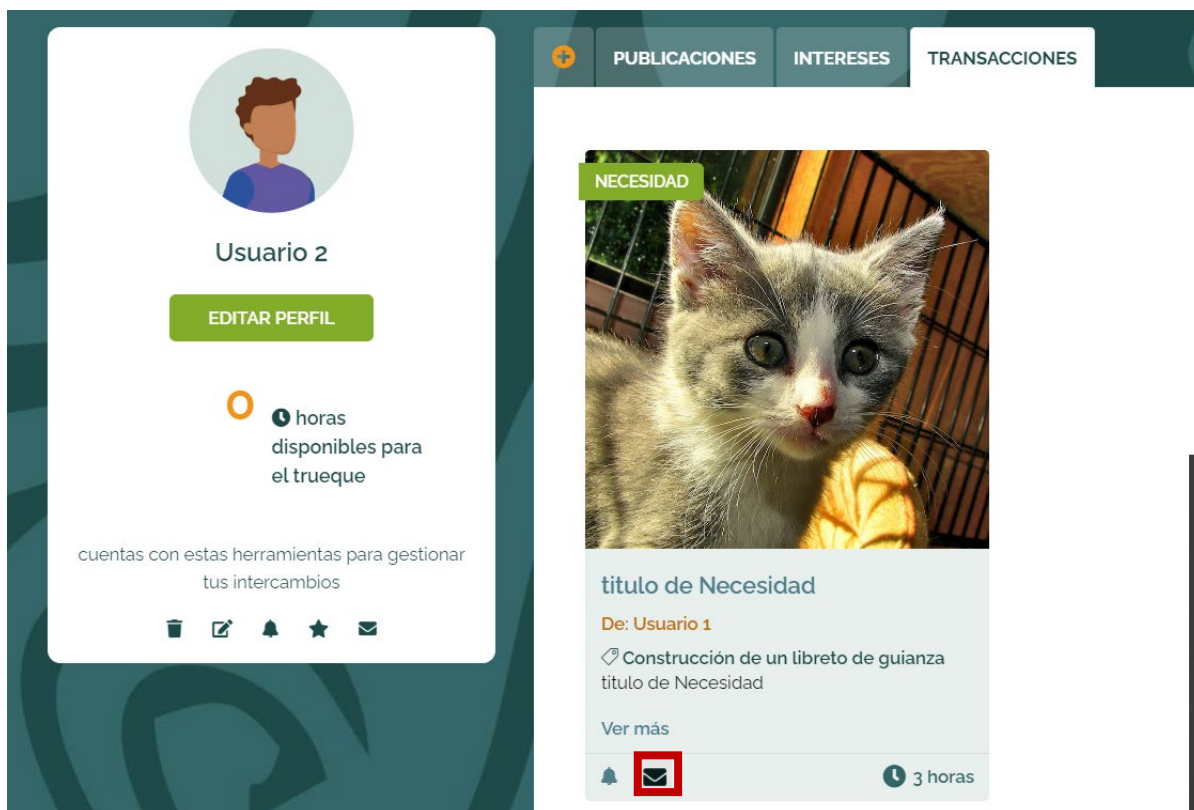 Usuario 2
EDITAR PERFIL
0 horas
disponibles para
el trueque
cuentas con estas herramientas para gestionar
tus intercambios
PUBLICACIONES INTERESES TRANSACCIONES
NECESIDAD
titulo de Necesidad
De: Usuario 1
Construcción de un libreto de guianza
titulo de Necesidad
Ver más
3 horas